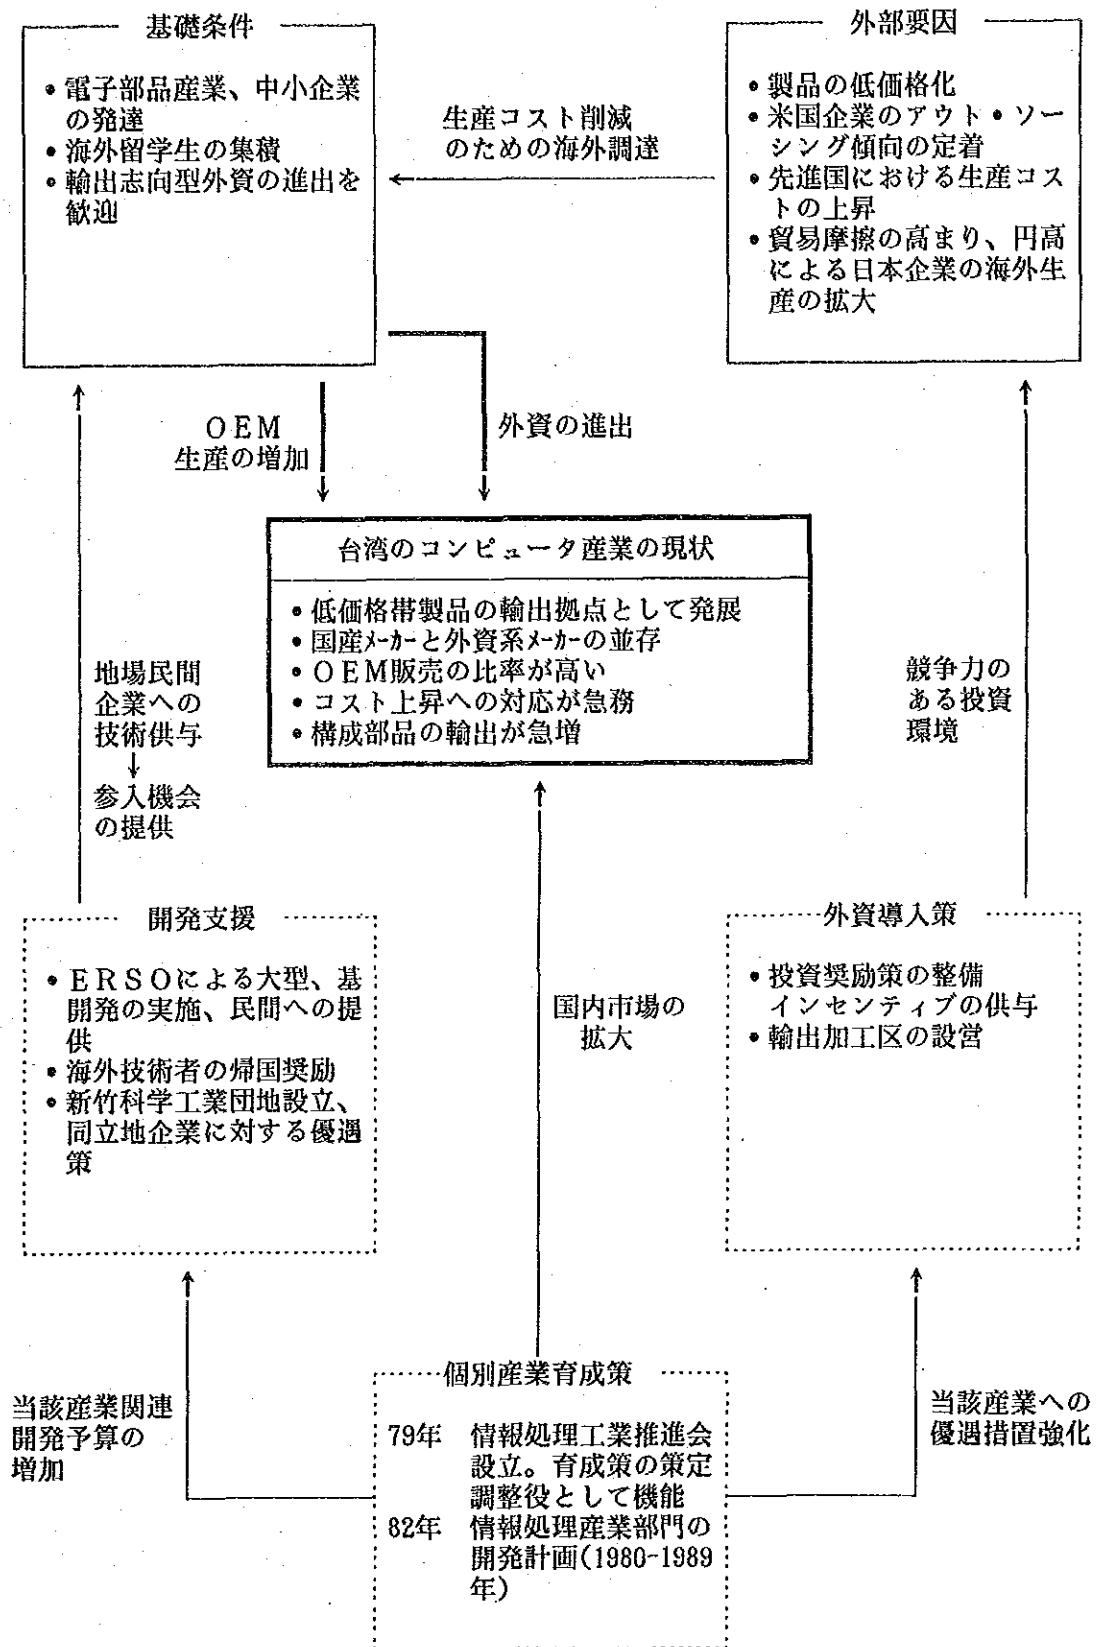 基礎条件
• 電子部品産業、中小企業
の発達
• 海外留学生の集積
• 輸出志向型外資の進出を
歓迎
生産コスト削減
のための海外調達
外部要因
• 製品の低価格化
• 米国企業のアウト・ソー
シング傾向の定着
• 先進国における生産コス
トの上昇
• 貿易摩擦の高まり、円高
による日本企業の海外生
産の拡大
OEM
生産の増加
外資の進出
台湾のコンピュータ産業の現状
• 低価格帯製品の輸出拠点として発展
• 国産メーカーと外資系メーカーの並存
• OEM販売の比率が高い
• コスト上昇への対応が急務
• 構成部品の輸出が急増
地場民間
企業への
技術供与
↓
参入機会
の提供
競争力の
ある投資
環境
開発支援
• ERSOによる大型、基
開発の実施、民間への提
供
• 海外技術者の帰国奨励
• 新竹科学工業団地設立、
同立地企業に対する優遇
策
国内市場の
拡大
外資導入策
• 投資奨励策の整備
インセンティブの供与
• 輸出加工区の設営
当該産業関連
開発予算の
増加
個別産業育成策
79年 情報処理工業推進会
設立。育成策の策定
調整役として機能
82年 情報処理産業部門の
開発計画(1980-1989
年)
当該産業への
優遇措置強化